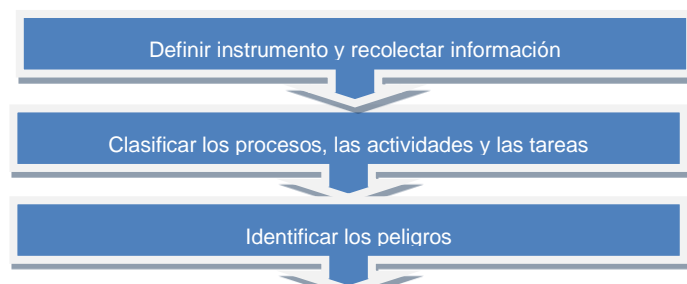 Definir instrumento y recolectar información
Clasificar los procesos, las actividades y las tareas
Identificar los peligros